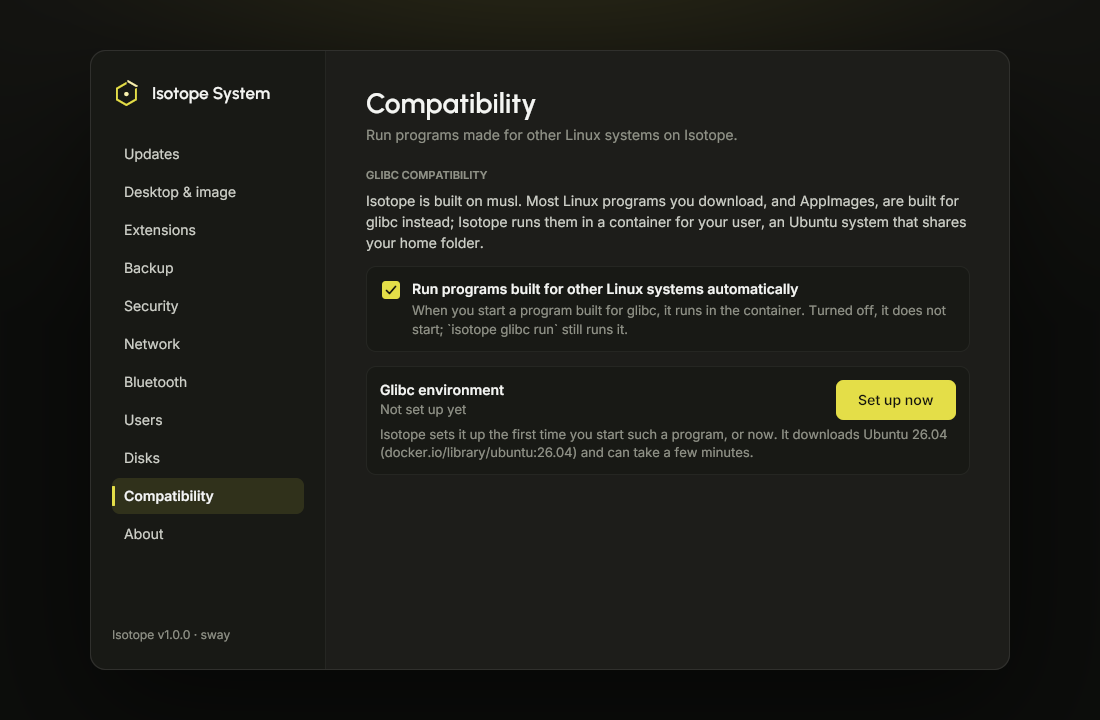 Isotope System
Updates
Desktop & image
Extensions
Backup
Security
Network
Bluetooth
Users
Disks
Compatibility
About
Isotope v1.0.0 · sway
Compatibility
Run programs made for other Linux systems on Isotope.
GLIBC COMPATIBILITY
Isotope is built on musl. Most Linux programs you download, and AppImages, are built for
glibc instead; Isotope runs them in a container for your user, an Ubuntu system that shares
your home folder.
Run programs built for other Linux systems automatically
When you start a program built for glibc, it runs in the container. Turned off, it does not
start; `isotope glibc run` still runs it.
Glibc environment
Not set up yet
Set up now
Isotope sets it up the first time you start such a program, or now. It downloads Ubuntu 26.04
(docker.io/library/ubuntu:26.04) and can take a few minutes.